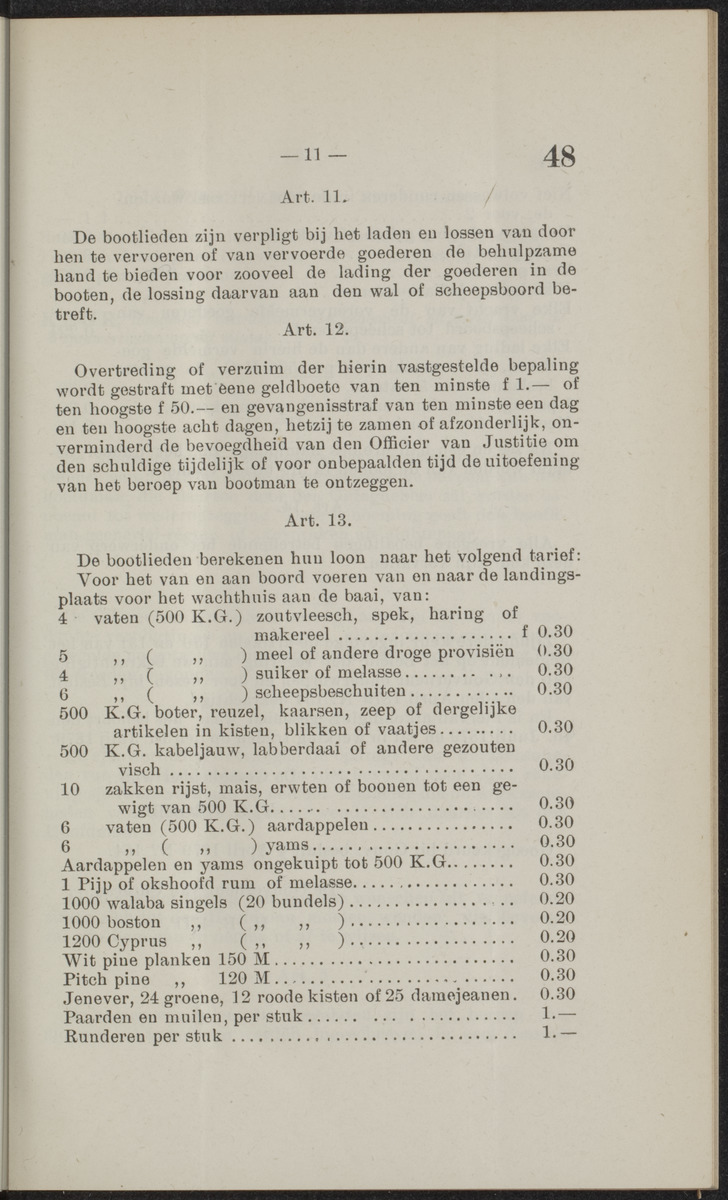 — 11 —
48
Art. 11.
De bootlieden zijn verpligt bij het laden en lossen van door
hen te vervoeren of van vervoerde goederen de behulpzame
hand te bieden voor zooveel de lading der goederen in de
booten, de lossing daarvan aan den wal of scheepsboord be-
treft.
Art. 12.
Overtreding of verzuim der hierin vastgestelde bepaling
wordt gestraft met eene geldboete van ten minste f 1.— of
ten hoogste f 50.— en gevangenisstraf van ten minste een dag
en ten hoogste acht dagen, hetzij te zamen of afzonderlijk, on-
verminderd de bevoegdheid van den Officier van Justitie om
den schuldige tijdelijk of voor onbepaalden tijd de uitoefening
van het beroep van bootman te ontzeggen.
Art. 13.
De bootlieden berekenen hun loon naar het volgend tarief:
Voor het van en aan boord voeren van en naar de landings-
plaats voor het wachthuis aan de baai, van:
4 vaten (500 K.G.) zoutvleesch, spek, haring of
makereel ................... f 0.30
5 ,, ( ,, ) meel of andere droge provisiën 0.30
4 ,, ( ,, ) suiker of melasse............ 0.30
6 ,, ( ,, ) scheepsbeschuiten............ 0.30
500 K.G. boter, reuzel, kaarsen, zeep of dergelijke
artikelen in kisten, blikken of vaatjes......... 0.30
500 K.G. kabeljauw, labberdaai of andere gezouten
visch ................................... 0.30
10 zakken rijst, mais, erwten of boonen tot een ge-
wigt van 500 K.G......................... 0.30
6 vaten (500 K.G.) aardappelen................ 0.30
6 ,, ( ,, ) yams...................... 0.30
Aardappelen en yams ongekuipt tot 500 K.G........ 0.30
1 Pijp of okshoofd rum of melasse.................. 0.30
1000 walaba singels (20 bundels).................. 0.20
1000 boston ,, ( ,, ,, ).................. 0.20
1200 Cyprus ,, ( ,, ,, ).................. 0.20
Wit pine planken 150 M.......................... 0.30
Pitch pine ,, 120 M.......................... 0.30
Jenever, 24 groene, 12 roode kisten of 25 damejeanen. 0.30
Paarden en muilen, per stuk...................... 1.—
Runderen per stuk .............................. 1.—